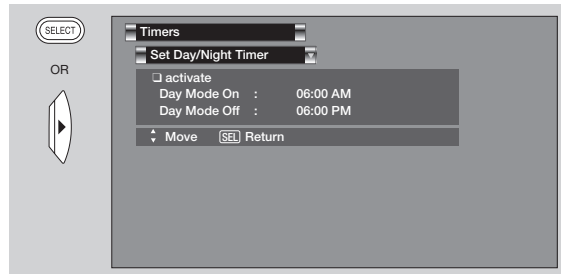 SELECT
OR
Timers
Set Day/Night Timer
❏ activate
Day Mode On : 06:00 AM
Day Mode Off : 06:00 PM
Move SEL Return